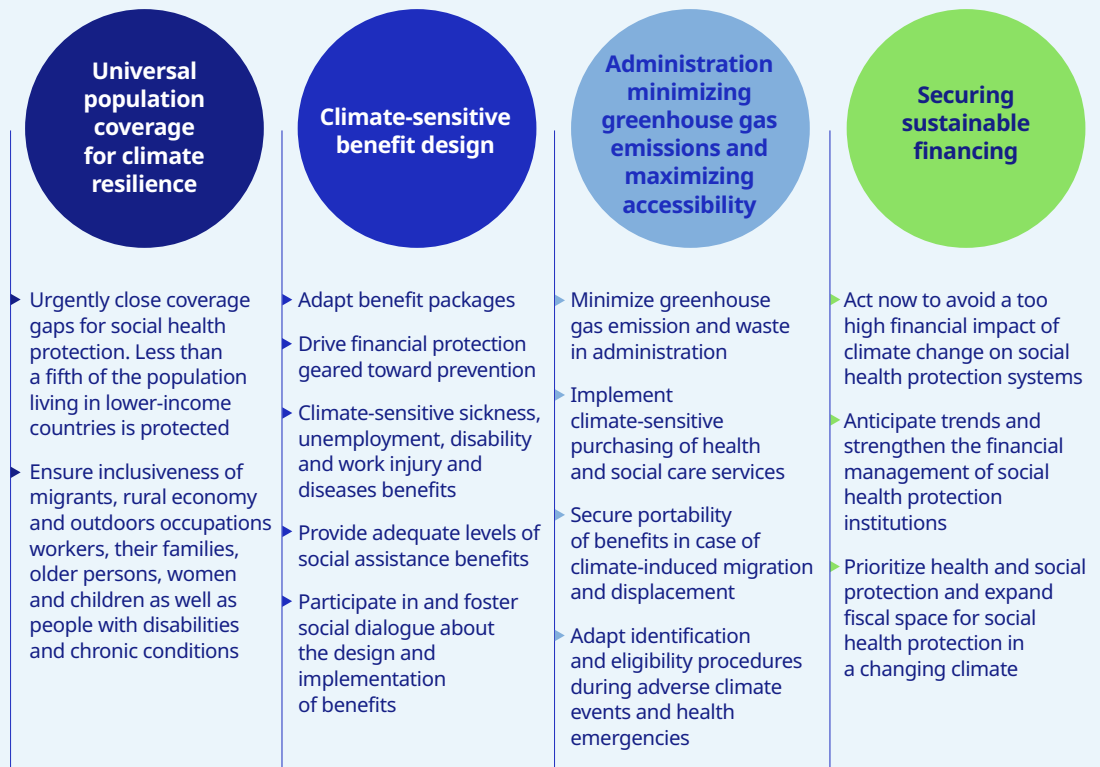 Universal
population
coverage
for climate
resilience
Urgently close coverage
gaps for social health
protection. Less than
a fifth of the population
living in lower-income
countries is protected
Ensure inclusiveness of
migrants, rural economy
and outdoors occupations
workers, their families,
older persons, women
and children as well as
people with disabilities
and chronic conditions
Climate-sensitive
benefit design
Adapt benefit packages
Drive financial protection
geared toward prevention
Climate-sensitive sickness,
unemployment, disability
and work injury and
diseases benefits
Provide adequate levels of
social assistance benefits
Participate in and foster
social dialogue about
the design and
implementation
of benefits
Administration
minimizing
greenhouse gas
emissions and
maximizing
accessibility
Minimize greenhouse
gas emission and waste
in administration
Implement
climate-sensitive
purchasing of health
and social care services
Secure portability
of benefits in case of
climate-induced migration
and displacement
Adapt identification
and eligibility procedures
during adverse climate
events and health
emergencies
Securing
sustainable
financing
Act now to avoid a too
high financial impact of
climate change on social
health protection systems
Anticipate trends and
strengthen the financial
management of social
health protection
institutions
Prioritize health and social
protection and expand
fiscal space for social
health protection in
a changing climate